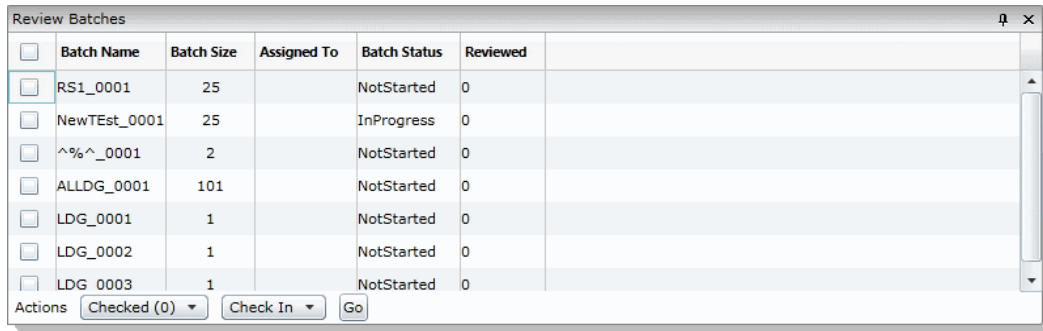 Review Batches
Batch Name Batch Size Assigned To Batch Status Reviewed
RS1_0001 25 NotStarted 0
NewTEst_0001 25 InProgress 0
^%^_0001 2 NotStarted 0
ALLDG_0001 101 NotStarted 0
LDG_0001 1 NotStarted 0
LDG_0002 1 NotStarted 0
LDG_0003 1 NotStarted 0
Actions Checked (0) Check In Go